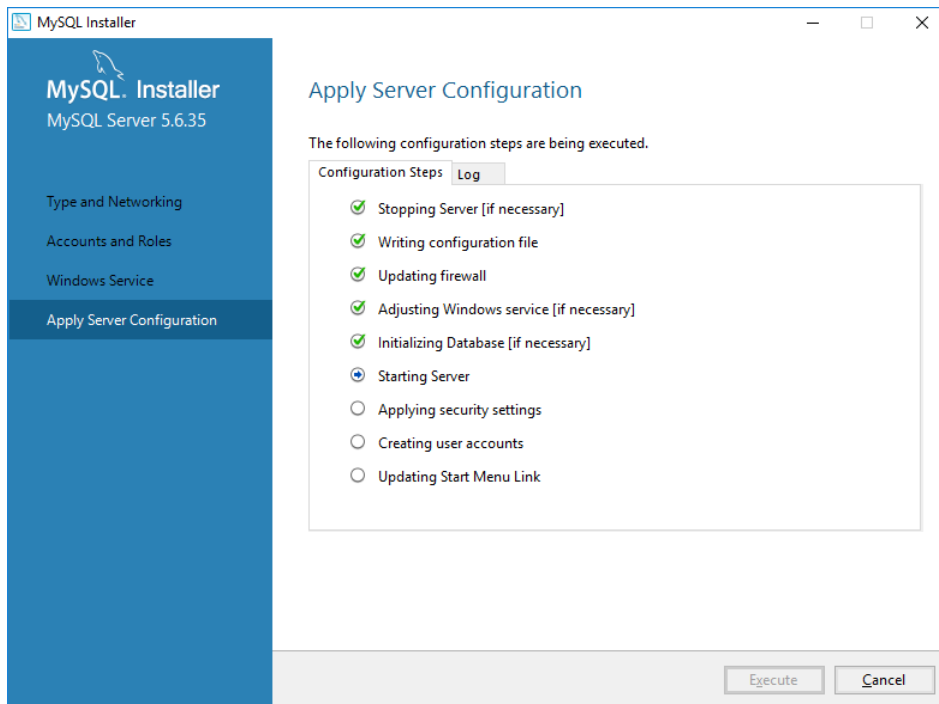 MySQL Installer
MySQL. Installer
MySQL Server 5.6.35
Type and Networking
Accounts and Roles
Windows Service
Apply Server Configuration
Apply Server Configuration
The following configuration steps are being executed.
Configuration Steps Log
Stopping Server [if necessary]
Writing configuration file
Updating firewall
Adjusting Windows service [if necessary]
Initializing Database [if necessary]
Starting Server
Applying security settings
Creating user accounts
Updating Start Menu Link
Execute Cancel